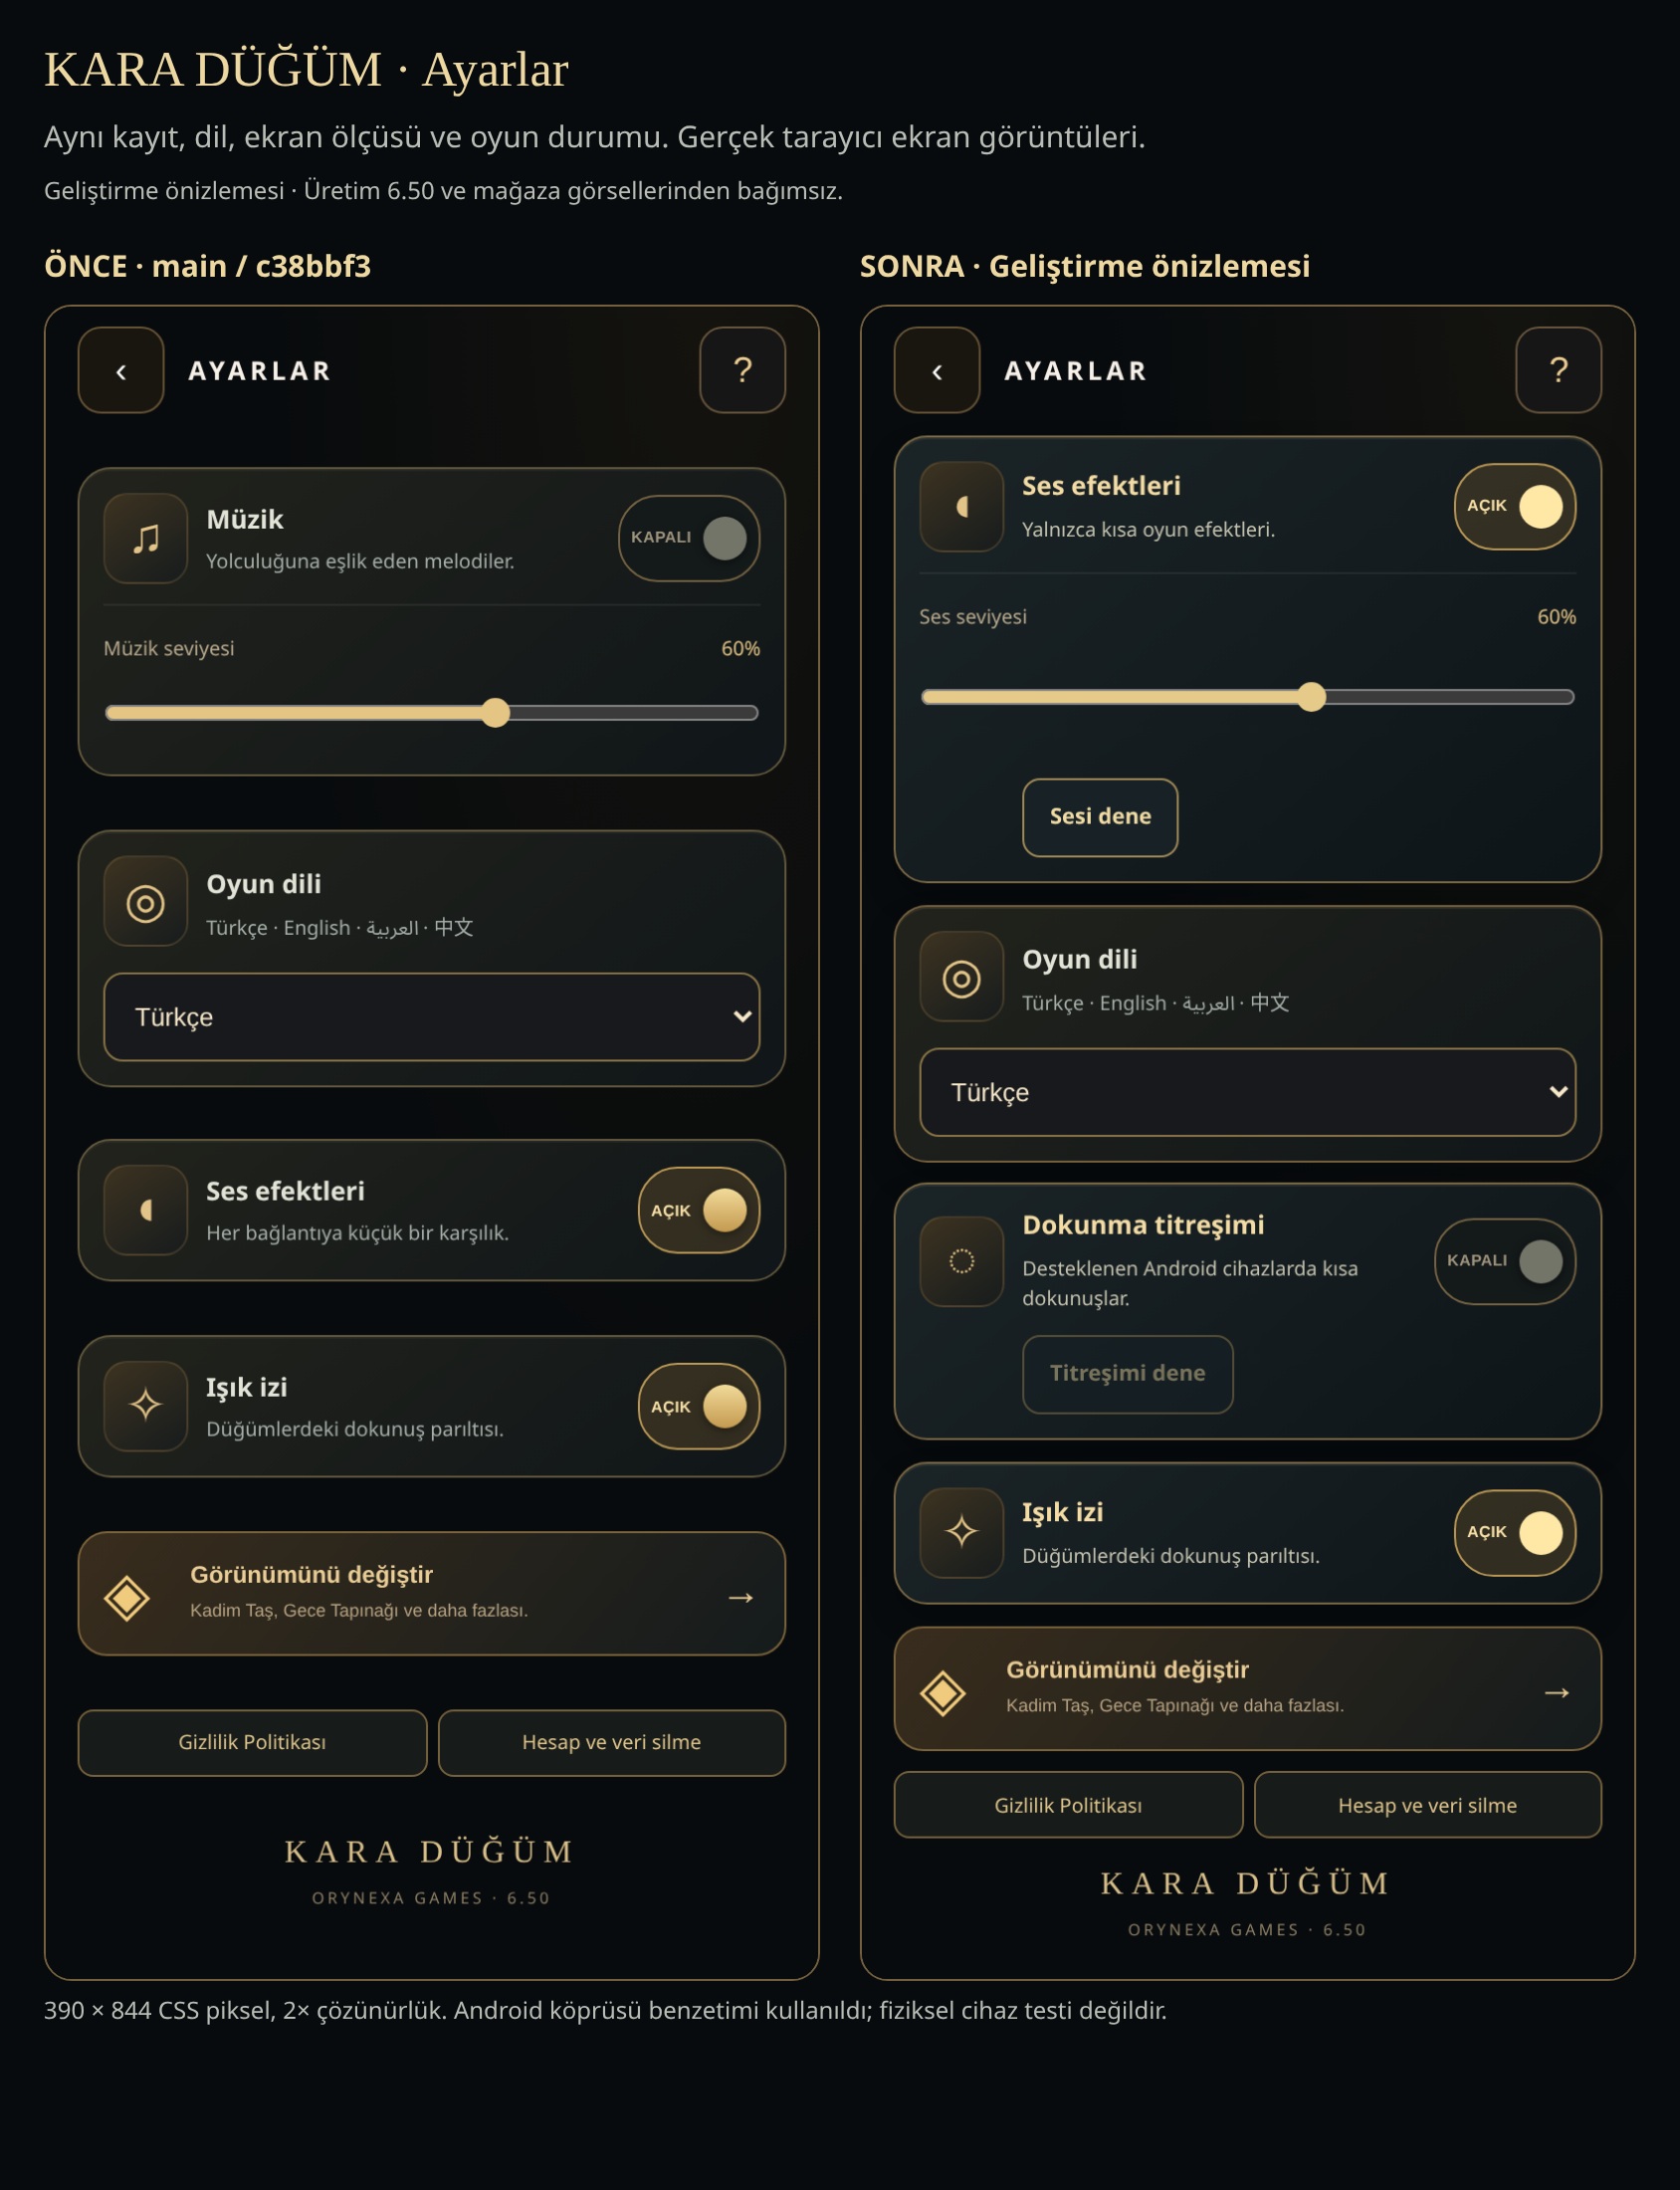 KARA DÜĞÜM · Ayarlar
Aynı kayıt, dil, ekran ölçüsü ve oyun durumu. Gerçek tarayıcı ekran görüntüleri.
Geliştirme önizlemesi · Üretim 6.50 ve mağaza görsellerinden bağımsız.
ÖNCE · main / c38bbf3
‹ AYARLAR ?
Müzik
Yolculuğuna eşlik eden melodiler.
KAPALI
Müzik seviyesi 60%
Oyun dili
Türkçe · English · العربية · 中文
Türkçe
Ses efektleri
Her bağlantıya küçük bir karşılık.
AÇIK
Işık izi
Düğümlerdeki dokunuş parıltısı.
AÇIK
Görünümünü değiştir
Kadim Taş, Gece Tapınağı ve daha fazlası.
→
Gizlilik Politikası
Hesap ve veri silme
KARA DÜĞÜM
ORYNEXA GAMES · 6.50
SONRA · Geliştirme önizlemesi
‹ AYARLAR ?
Ses efektleri
Yalnızca kısa oyun efektleri.
AÇIK
Ses seviyesi 60%
Sesi dene
Oyun dili
Türkçe · English · العربية · 中文
Türkçe
Dokunma titreşimi
Desteklenen Android cihazlarda kısa
dokunuşlar.
KAPALI
Titreşimi dene
Işık izi
Düğümlerdeki dokunuş parıltısı.
AÇIK
Görünümünü değiştir
Kadim Taş, Gece Tapınağı ve daha fazlası.
→
Gizlilik Politikası
Hesap ve veri silme
KARA DÜĞÜM
ORYNEXA GAMES · 6.50
390 × 844 CSS piksel, 2× çözünürlük. Android köprüsü benzetimi kullanıldı; fiziksel cihaz testi değildir.